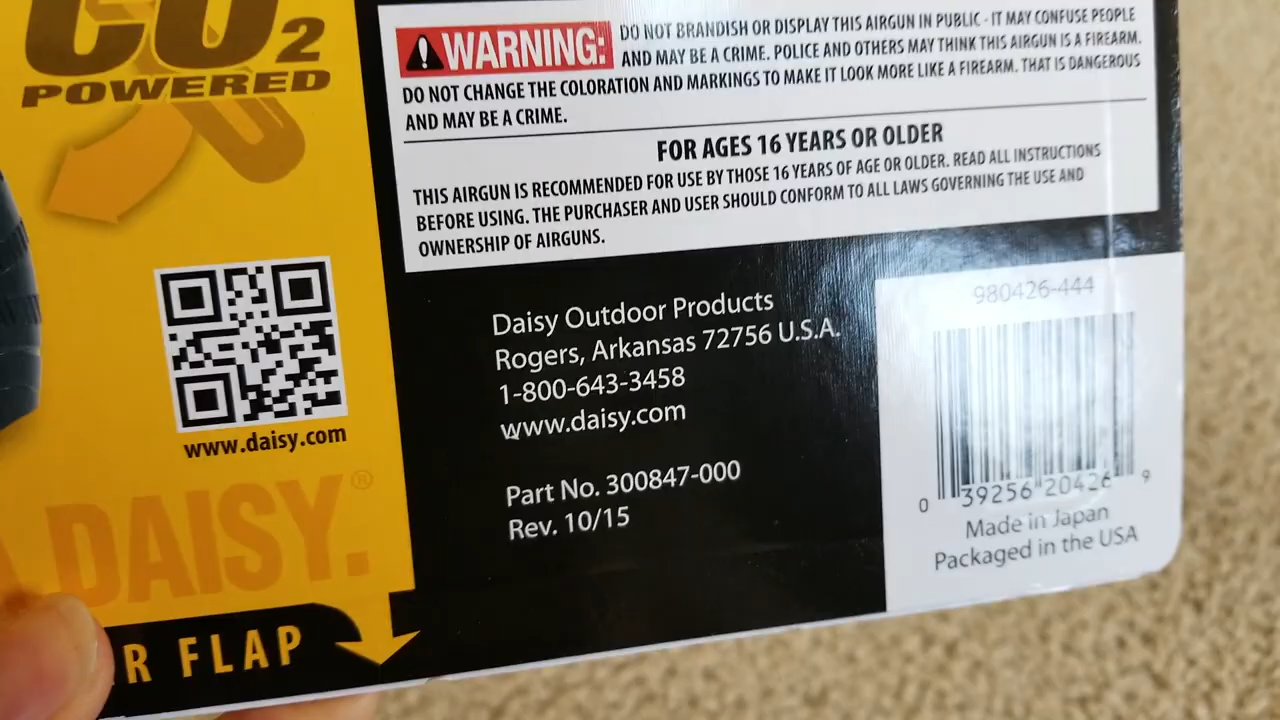 CO2
POWERED
www.daisy.com
DAISY.®
R FLAP
WARNING: DO NOT BRANDISH OR DISPLAY THIS AIRGUN IN PUBLIC - IT MAY CONFUSE PEOPLE
AND MAY BE A CRIME. POLICE AND OTHERS MAY THINK THIS AIRGUN IS A FIREARM.
DO NOT CHANGE THE COLORATION AND MARKINGS TO MAKE IT LOOK MORE LIKE A FIREARM. THAT IS DANGEROUS
AND MAY BE A CRIME.
FOR AGES 16 YEARS OR OLDER
THIS AIRGUN IS RECOMMENDED FOR USE BY THOSE 16 YEARS OF AGE OR OLDER. READ ALL INSTRUCTIONS
BEFORE USING. THE PURCHASER AND USER SHOULD CONFORM TO ALL LAWS GOVERNING THE USE AND
OWNERSHIP OF AIRGUNS.
Daisy Outdoor Products
Rogers, Arkansas 72756 U.S.A.
1-800-643-3458
www.daisy.com
Part No. 300847-000
Rev. 10/15
980426-444
0 39256 20426 9
Made in Japan
Packaged in the USA